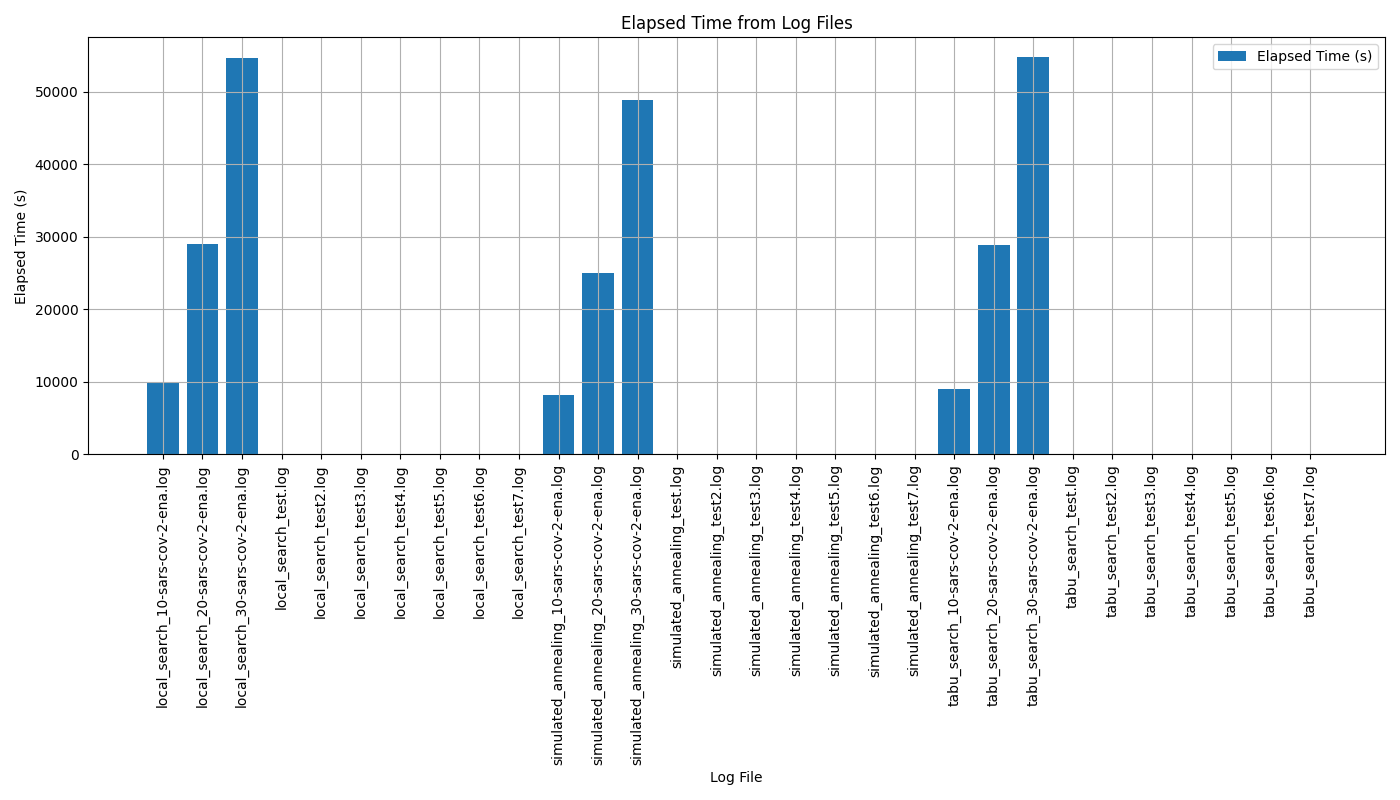 Elapsed Time from Log Files
Elapsed Time (s)
Elapsed Time (s)
50000
40000
30000
20000
10000
0
local_search_10-sars-cov-2-ena.log
local_search_20-sars-cov-2-ena.log
local_search_30-sars-cov-2-ena.log
local_search_test.log
local_search_test2.log
local_search_test3.log
local_search_test4.log
local_search_test5.log
local_search_test6.log
local_search_test7.log
simulated_annealing_10-sars-cov-2-ena.log
simulated_annealing_20-sars-cov-2-ena.log
simulated_annealing_30-sars-cov-2-ena.log
simulated_annealing_test.log
simulated_annealing_test2.log
simulated_annealing_test3.log
simulated_annealing_test4.log
simulated_annealing_test5.log
simulated_annealing_test6.log
simulated_annealing_test7.log
tabu_search_10-sars-cov-2-ena.log
tabu_search_20-sars-cov-2-ena.log
tabu_search_30-sars-cov-2-ena.log
tabu_search_test.log
tabu_search_test2.log
tabu_search_test3.log
tabu_search_test4.log
tabu_search_test5.log
tabu_search_test6.log
tabu_search_test7.log
Log File